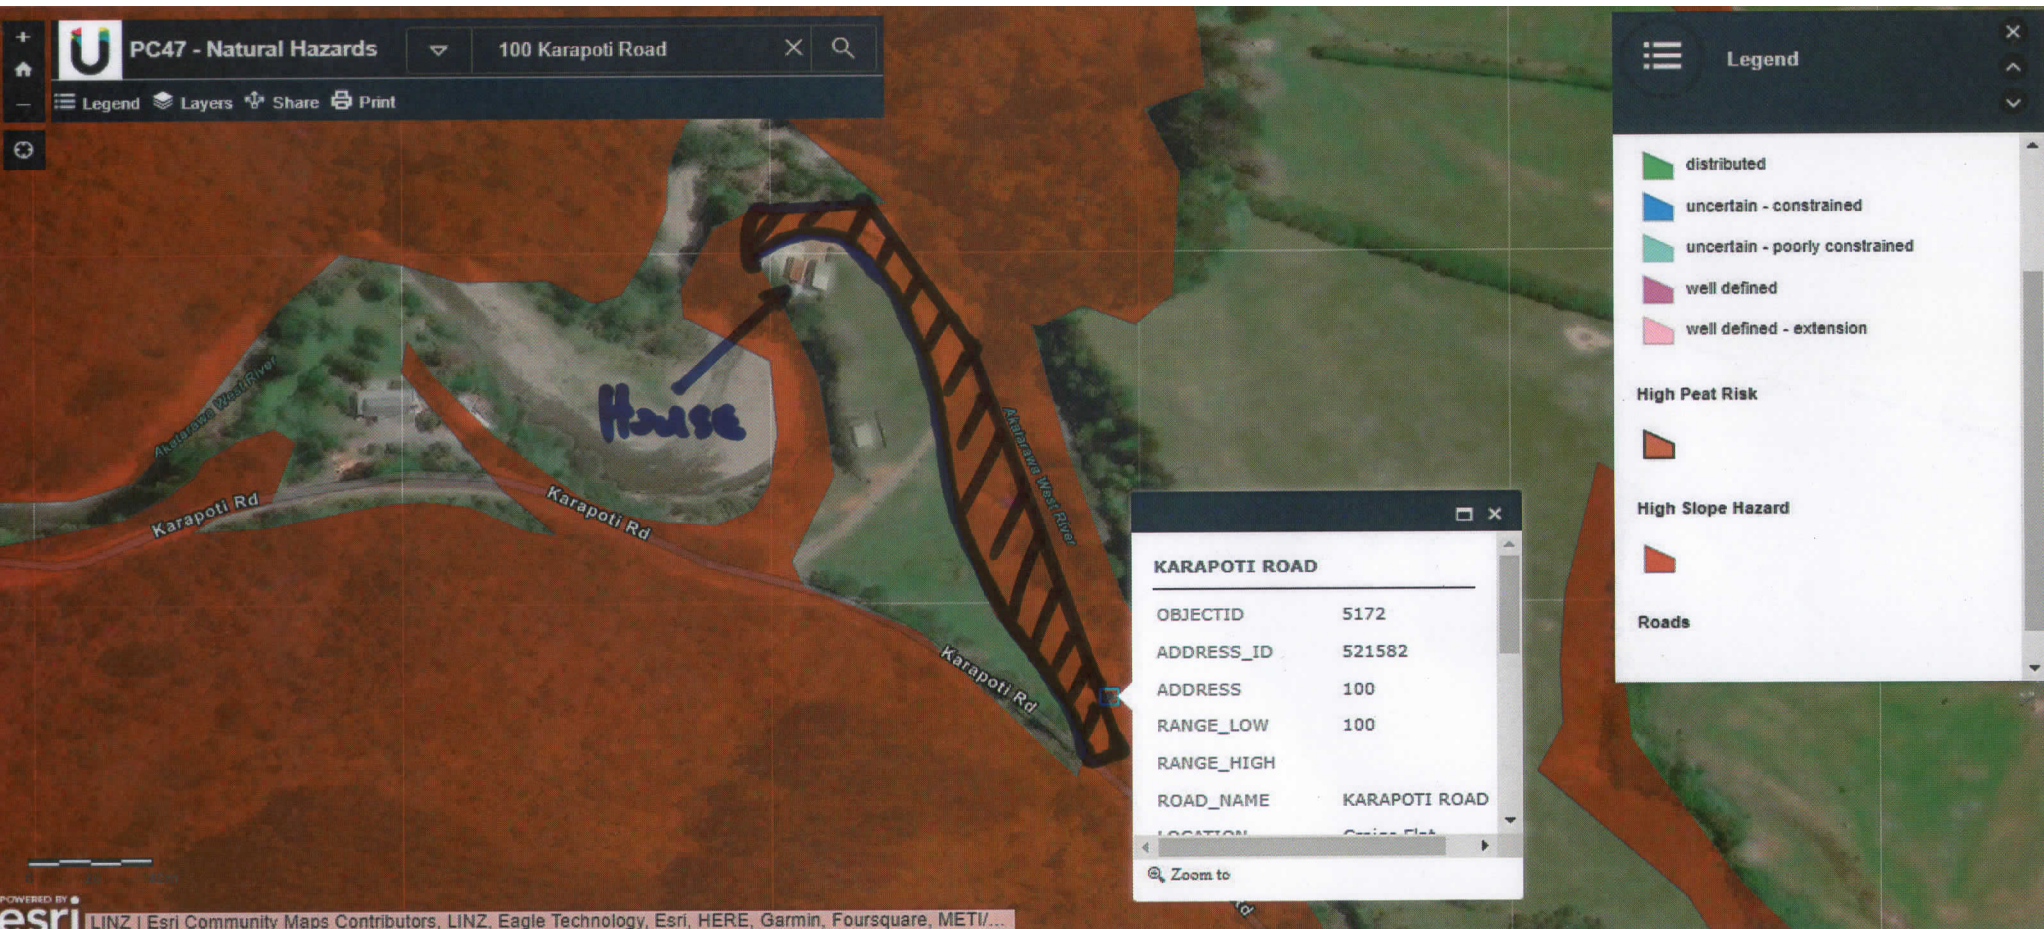 PC47 - Natural Hazards
100 Karapoti Road
Legend Layers Share Print
Legend
distributed
uncertain - constrained
uncertain - poorly constrained
well defined
well defined - extension
High Peat Risk
High Slope Hazard
Roads
House
Akatarawa West River
Akatarawa West River
Karapoti Rd
Karapoti Rd
Karapoti Rd
Rd
KARAPOTI ROAD
OBJECTID 5172
ADDRESS_ID 521582
ADDRESS 100
RANGE_LOW 100
RANGE_HIGH
ROAD_NAME KARAPOTI ROAD
LOCATION
Zoom to
POWERED BY
esri
LINZ | Esri Community Maps Contributors, LINZ, Eagle Technology, Esri, HERE, Garmin, Foursquare, METI/...